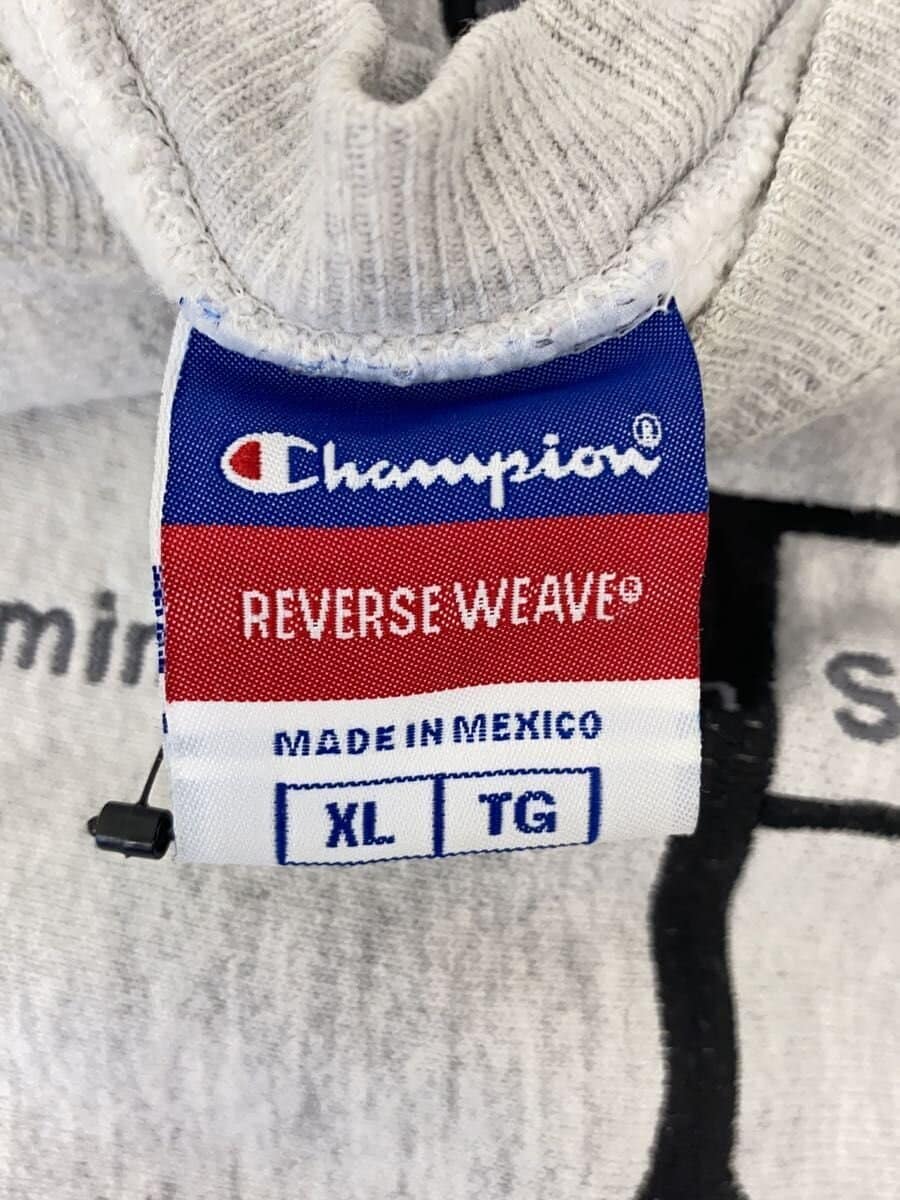 Champion®
REVERSE WEAVE®
MADE IN MEXICO
XL TG